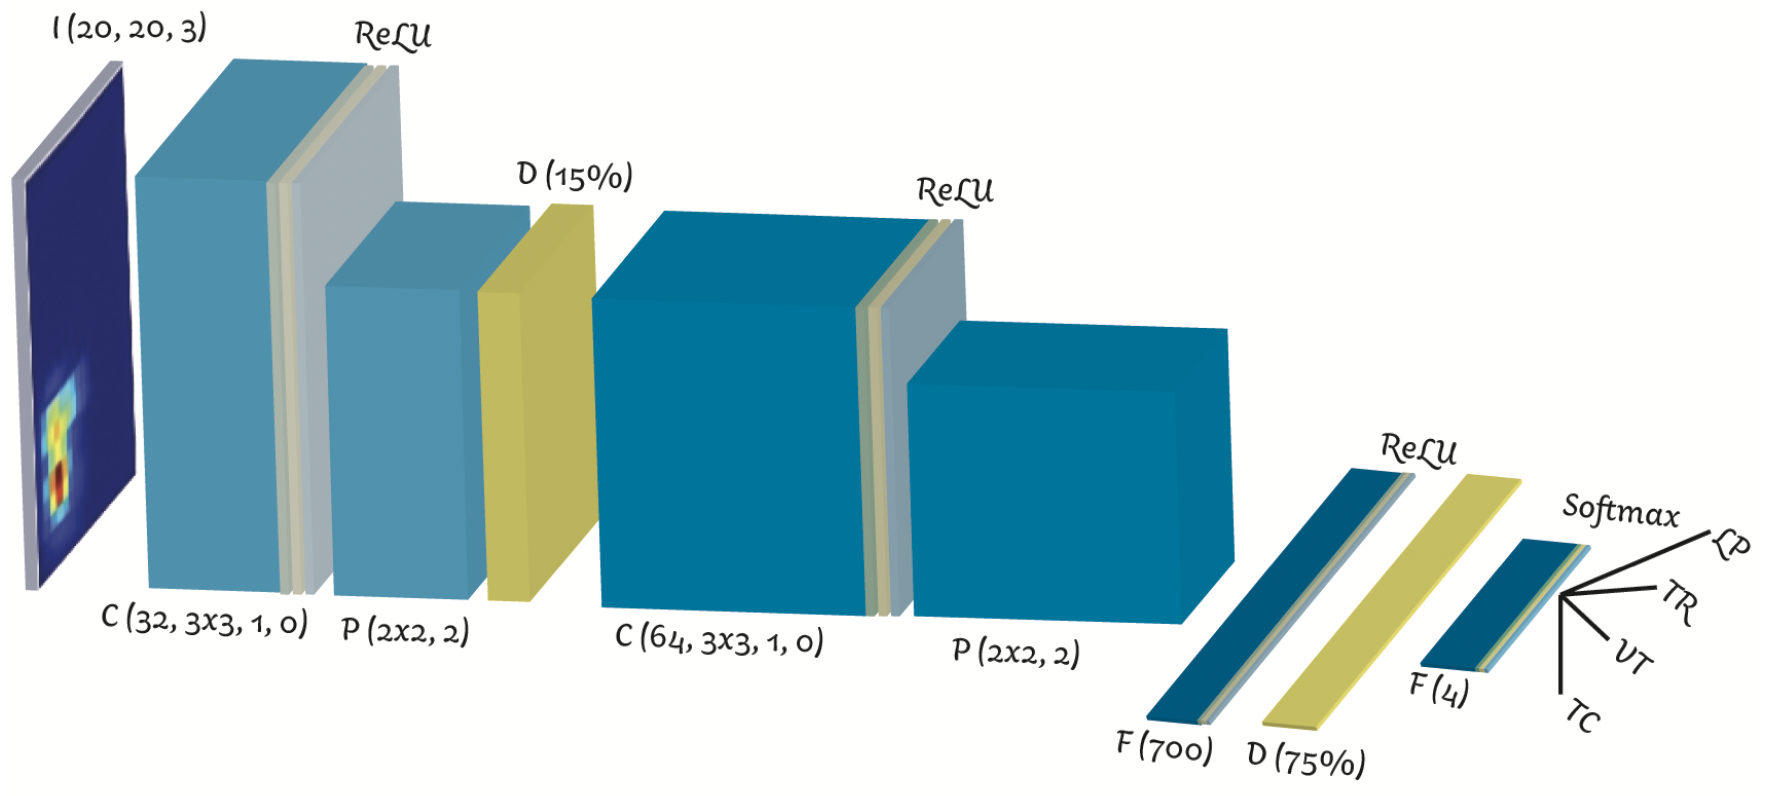 I (20, 20, 3)
ReLU
D (15%)
ReLU
C (32, 3x3, 1, 0)
P (2x2, 2)
C (64, 3x3, 1, 0)
P (2x2, 2)
ReLU
F (700)
D (75%)
F (4)
Softmax
LP
TR
VT
TC